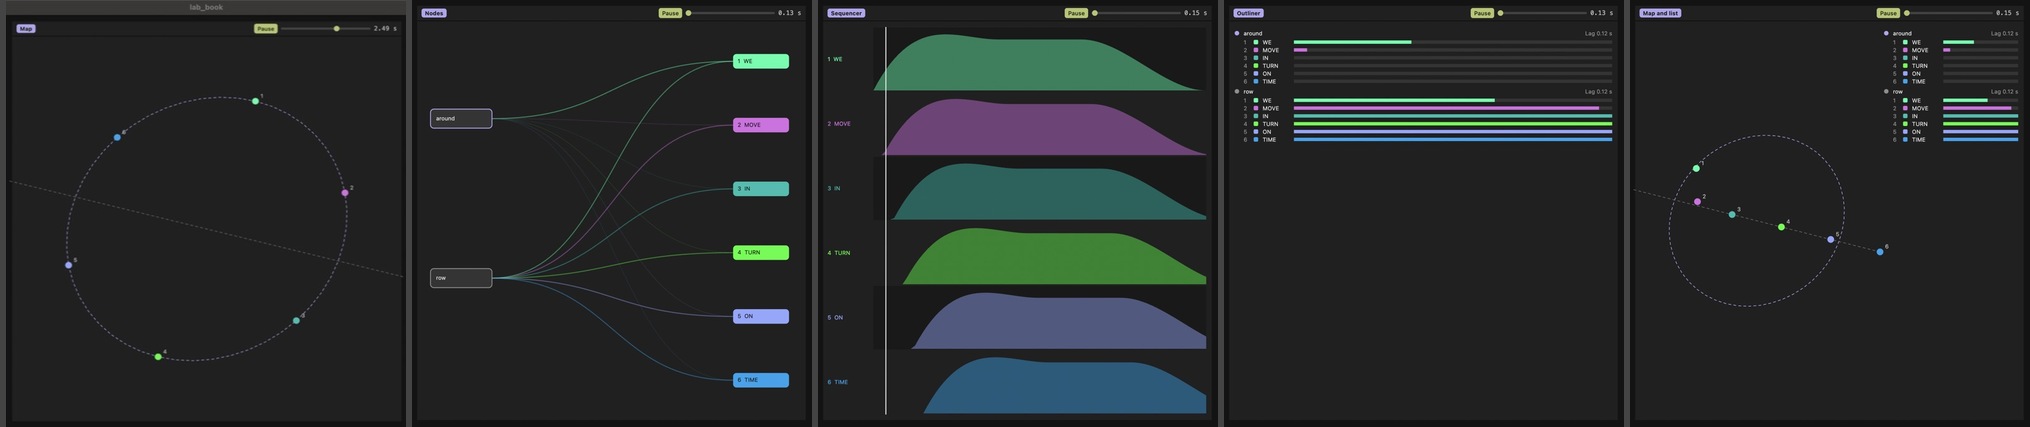 lab_book
Map
Pause 2.49 s
1
6
2
5
3
4
Nodes
Pause 0.13 s
1 WE
around
2 MOVE
3 IN
4 TURN
row
5 ON
6 TIME
Sequencer
Pause 0.15 s
1 WE
2 MOVE
3 IN
4 TURN
5 ON
6 TIME
Outliner
Pause 0.13 s
around Lag 0.12 s
1 WE
2 MOVE
3 IN
4 TURN
5 ON
6 TIME
row Lag 0.12 s
1 WE
2 MOVE
3 IN
4 TURN
5 ON
6 TIME
Map and list
Pause 0.15 s
around Lag 0.12 s
1 WE
2 MOVE
3 IN
4 TURN
5 ON
6 TIME
row Lag 0.12 s
1 WE
2 MOVE
3 IN
4 TURN
5 ON
6 TIME
1
2
3
4
5
6